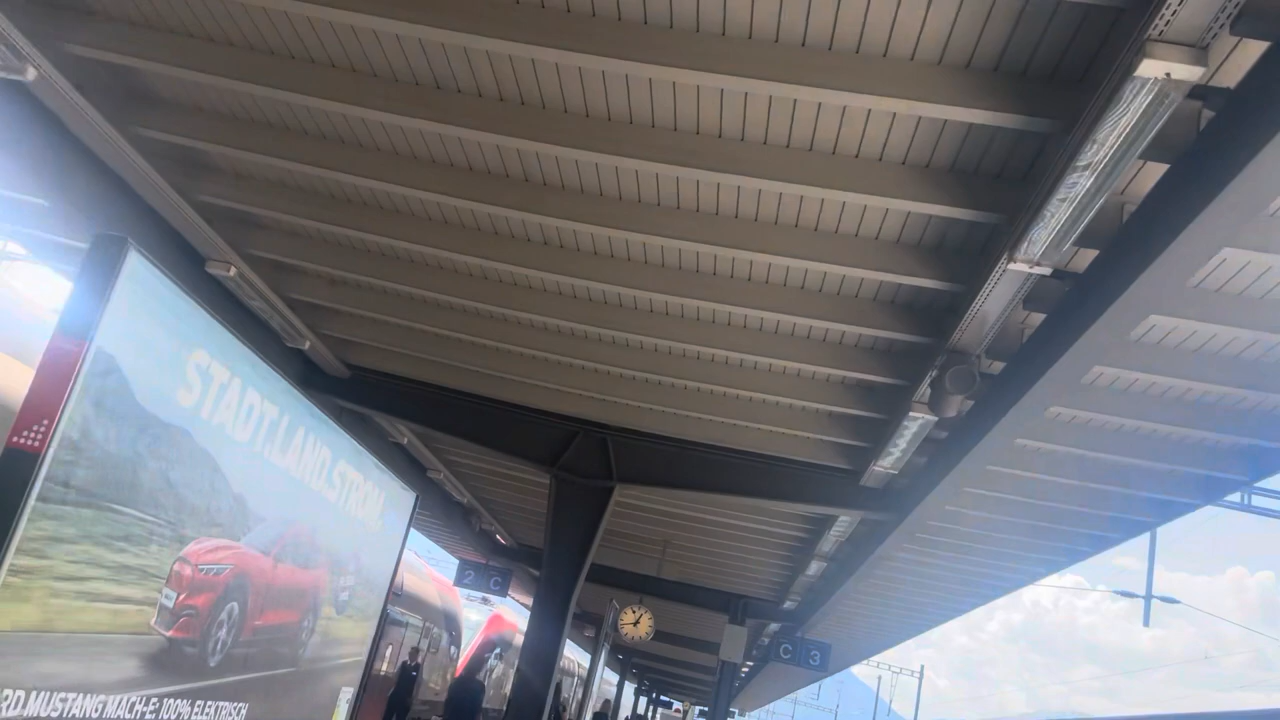 STADT.LAND.STROM.
RD MUSTANG MACH-E: 100% ELEKTRISCH
2 C
C 3